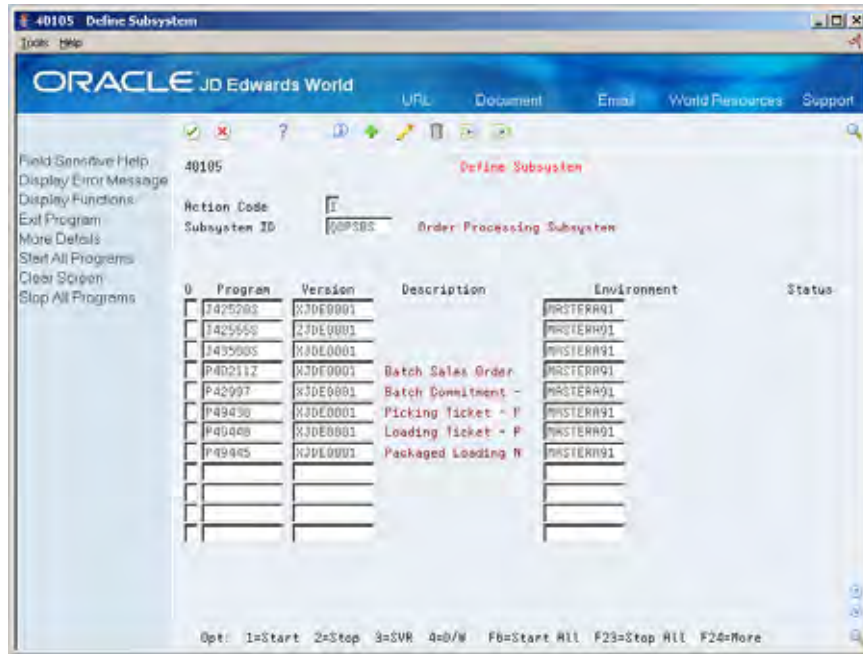 40105 Define Subsystem
Tools Help
ORACLE JD Edwards World
URL Document Email World Resources Support
?
Field Sensitive Help
Display Error Message
Display Functions
Exit Program
More Details
Start All Programs
Clear Screen
Stop All Programs
40105 Define Subsystem
Action Code I
Subsystem ID Order Processing Subsystem
O Program Version Description Environment Status
J42520S XJDE0001 MASTERA91
J42565S ZJDE0001 MASTERA91
J43500S XJDE0001 MASTERA91
P40211Z XJDE0001 Batch Sales Order MASTERA91
P42997 XJDE0001 Batch Commitment - MASTERA91
P49430 XJDE0001 Picking Ticket - P MASTERA91
P49440 XJDE0001 Loading Ticket - P MASTERA91
P49445 XJDE0001 Packaged Loading N MASTERA91
Opt: 1=Start 2=Stop 3=SVR 4=D/W F6=Start All F23=Stop All F24=More